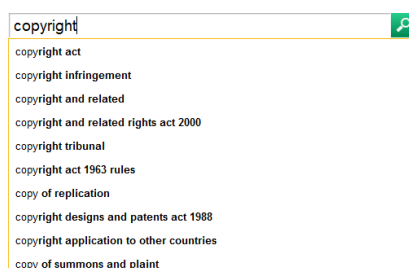 copyright
copyright act
copyright infringement
copyright and related
copyright and related rights act 2000
copyright tribunal
copyright act 1963 rules
copy of replication
copyright designs and patents act 1988
copyright application to other countries
copy of summons and plaint